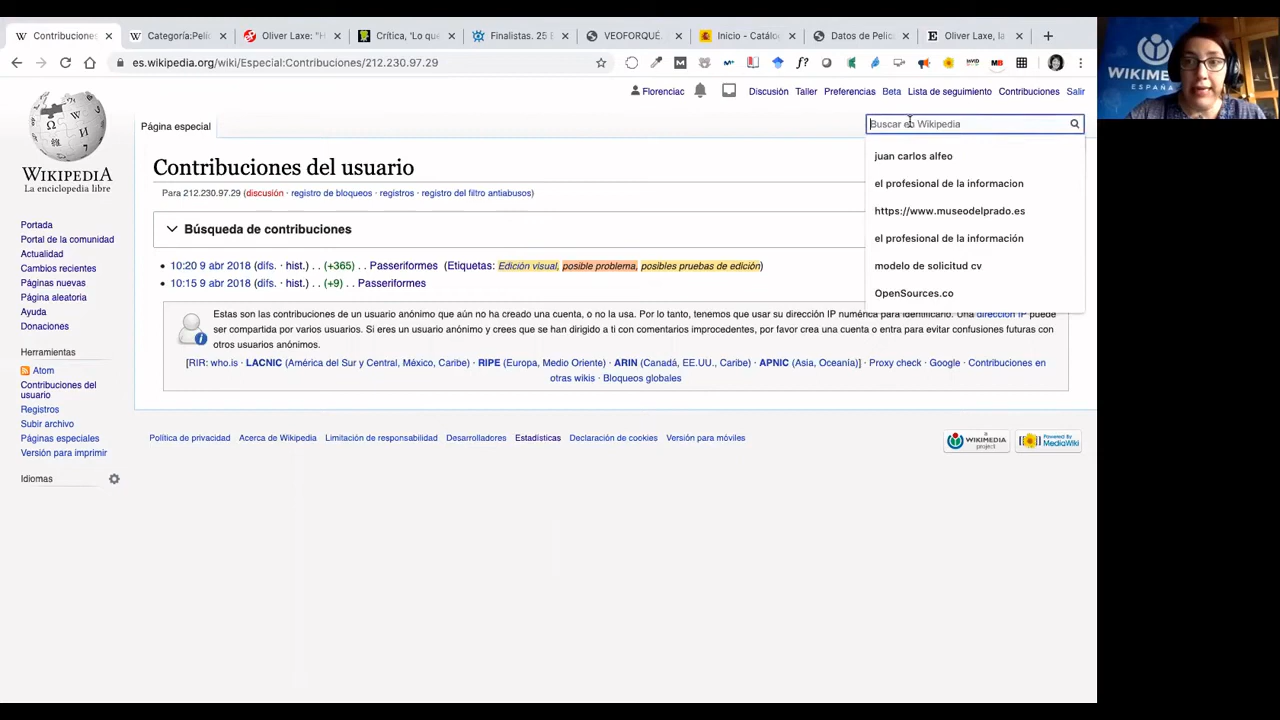 Contribuciones
Categoría:Pelíc
Oliver Laxe: "H
Crítica, 'Lo que
Finalistas. 25 E
VEOFORQUÉ.
Inicio - Catálo
Datos de Pelíc
Oliver Laxe, la
es.wikipedia.org/wiki/Especial:Contribuciones/212.230.97.29
WIKIMEDIA
ESPAÑA
Florenciac
Discusión
Taller
Preferencias
Beta
Lista de seguimiento
Contribuciones
Salir
WIKIPEDIA
La enciclopedia libre
Página especial
Buscar en Wikipedia
juan carlos alfeo
el profesional de la informacion
https://www.museodelprado.es
el profesional de la información
modelo de solicitud cv
OpenSources.co
Contribuciones del usuario
Para 212.230.97.29 (discusión · registro de bloqueos · registros · registro del filtro antiabusos)
Búsqueda de contribuciones
10:20 9 abr 2018 (difs. · hist.) . . (+365) . . Passeriformes (Etiquetas: Edición visual, posible problema, posibles pruebas de edición)
10:15 9 abr 2018 (difs. · hist.) . . (+9) . . Passeriformes
Estas son las contribuciones de un usuario anónimo que aún no ha creado una cuenta, o no la usa. Por lo tanto, tenemos que usar su dirección IP numérica para identificarlo. Una dirección IP puede
ser compartida por varios usuarios. Si eres un usuario anónimo y crees que se han dirigido a ti con comentarios improcedentes, por favor crea una cuenta o entra para evitar confusiones futuras con
otros usuarios anónimos.
[RIR: who.is · LACNIC (América del Sur y Central, México, Caribe) · RIPE (Europa, Medio Oriente) · ARIN (Canadá, EE.UU., Caribe) · APNIC (Asia, Oceanía)] · Proxy check · Google · Contribuciones en
otras wikis · Bloqueos globales
Portada
Portal de la comunidad
Actualidad
Cambios recientes
Páginas nuevas
Página aleatoria
Ayuda
Donaciones
Herramientas
Atom
Contribuciones del
usuario
Registros
Subir archivo
Páginas especiales
Versión para imprimir
Idiomas
Política de privacidad
Acerca de Wikipedia
Limitación de responsabilidad
Desarrolladores
Estadísticas
Declaración de cookies
Versión para móviles
a
WIKIMEDIA
project
Powered By
MediaWiki